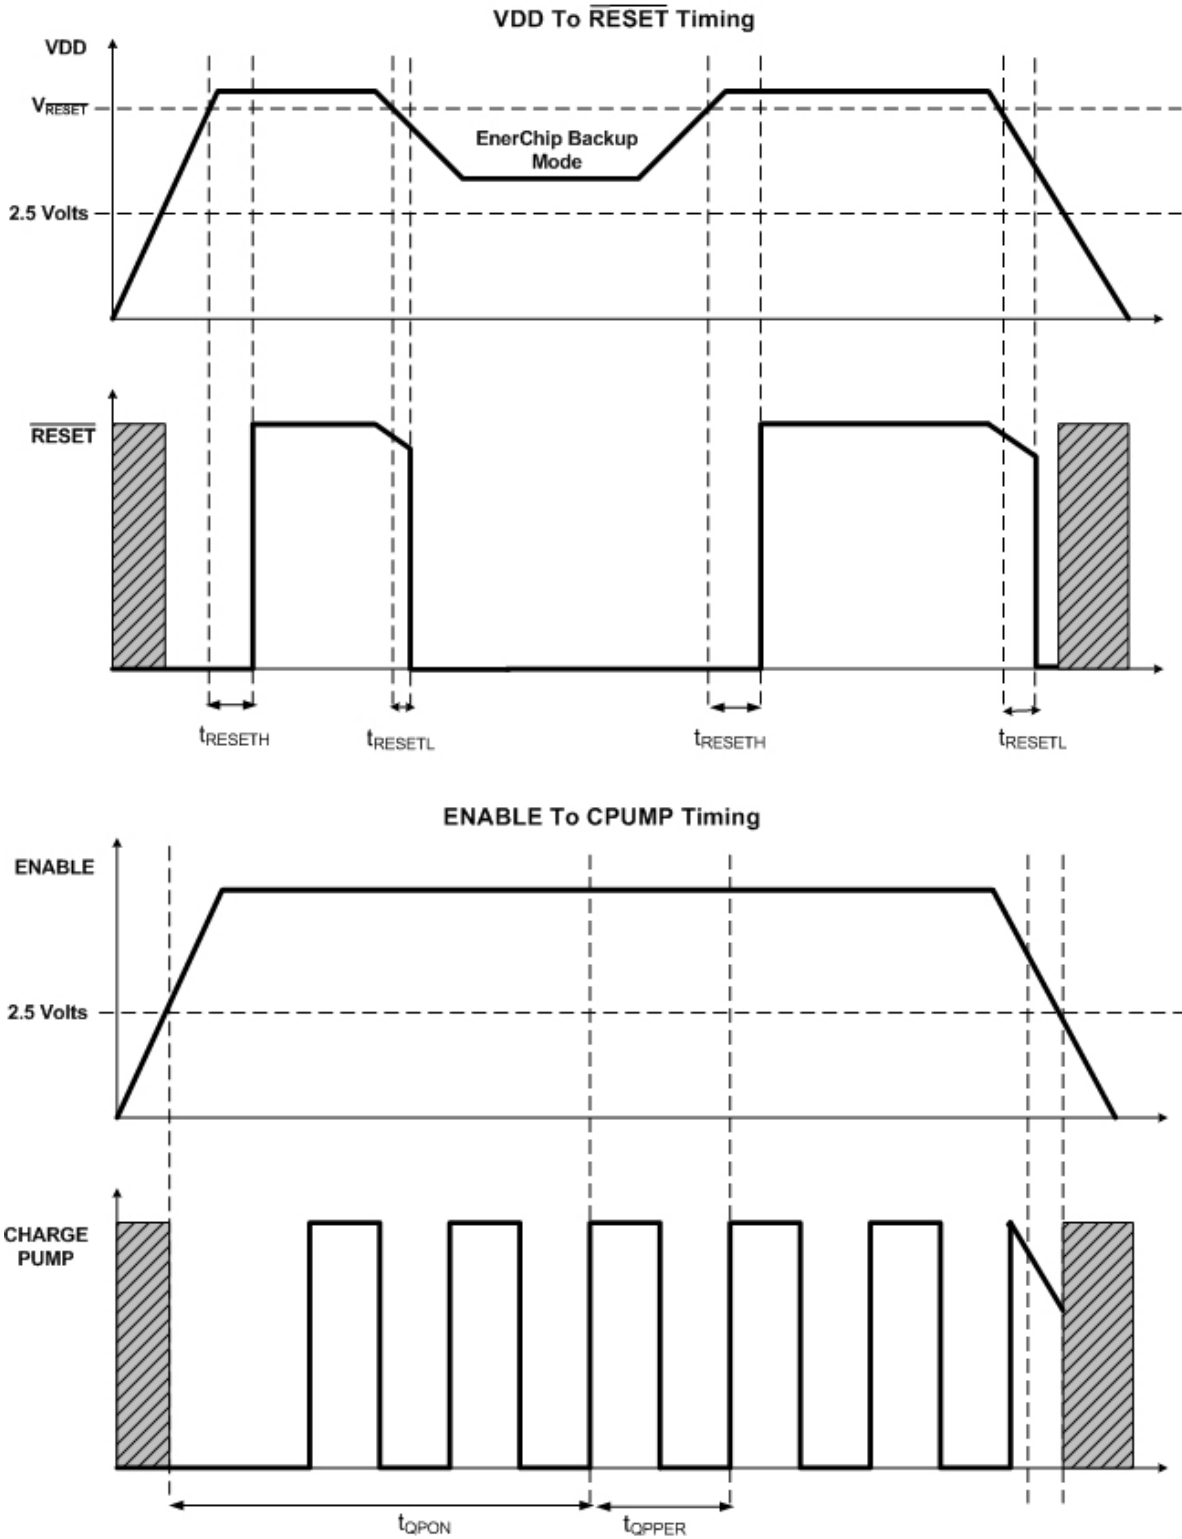 VDD To RESET Timing
VDD
VRESET
EnerChip Backup
Mode
2.5 Volts
RESET
tRESETH
tRESETL
tRESETH
tRESETL
ENABLE To CPUMP Timing
ENABLE
2.5 Volts
CHARGE
PUMP
tQPON
tQPPER